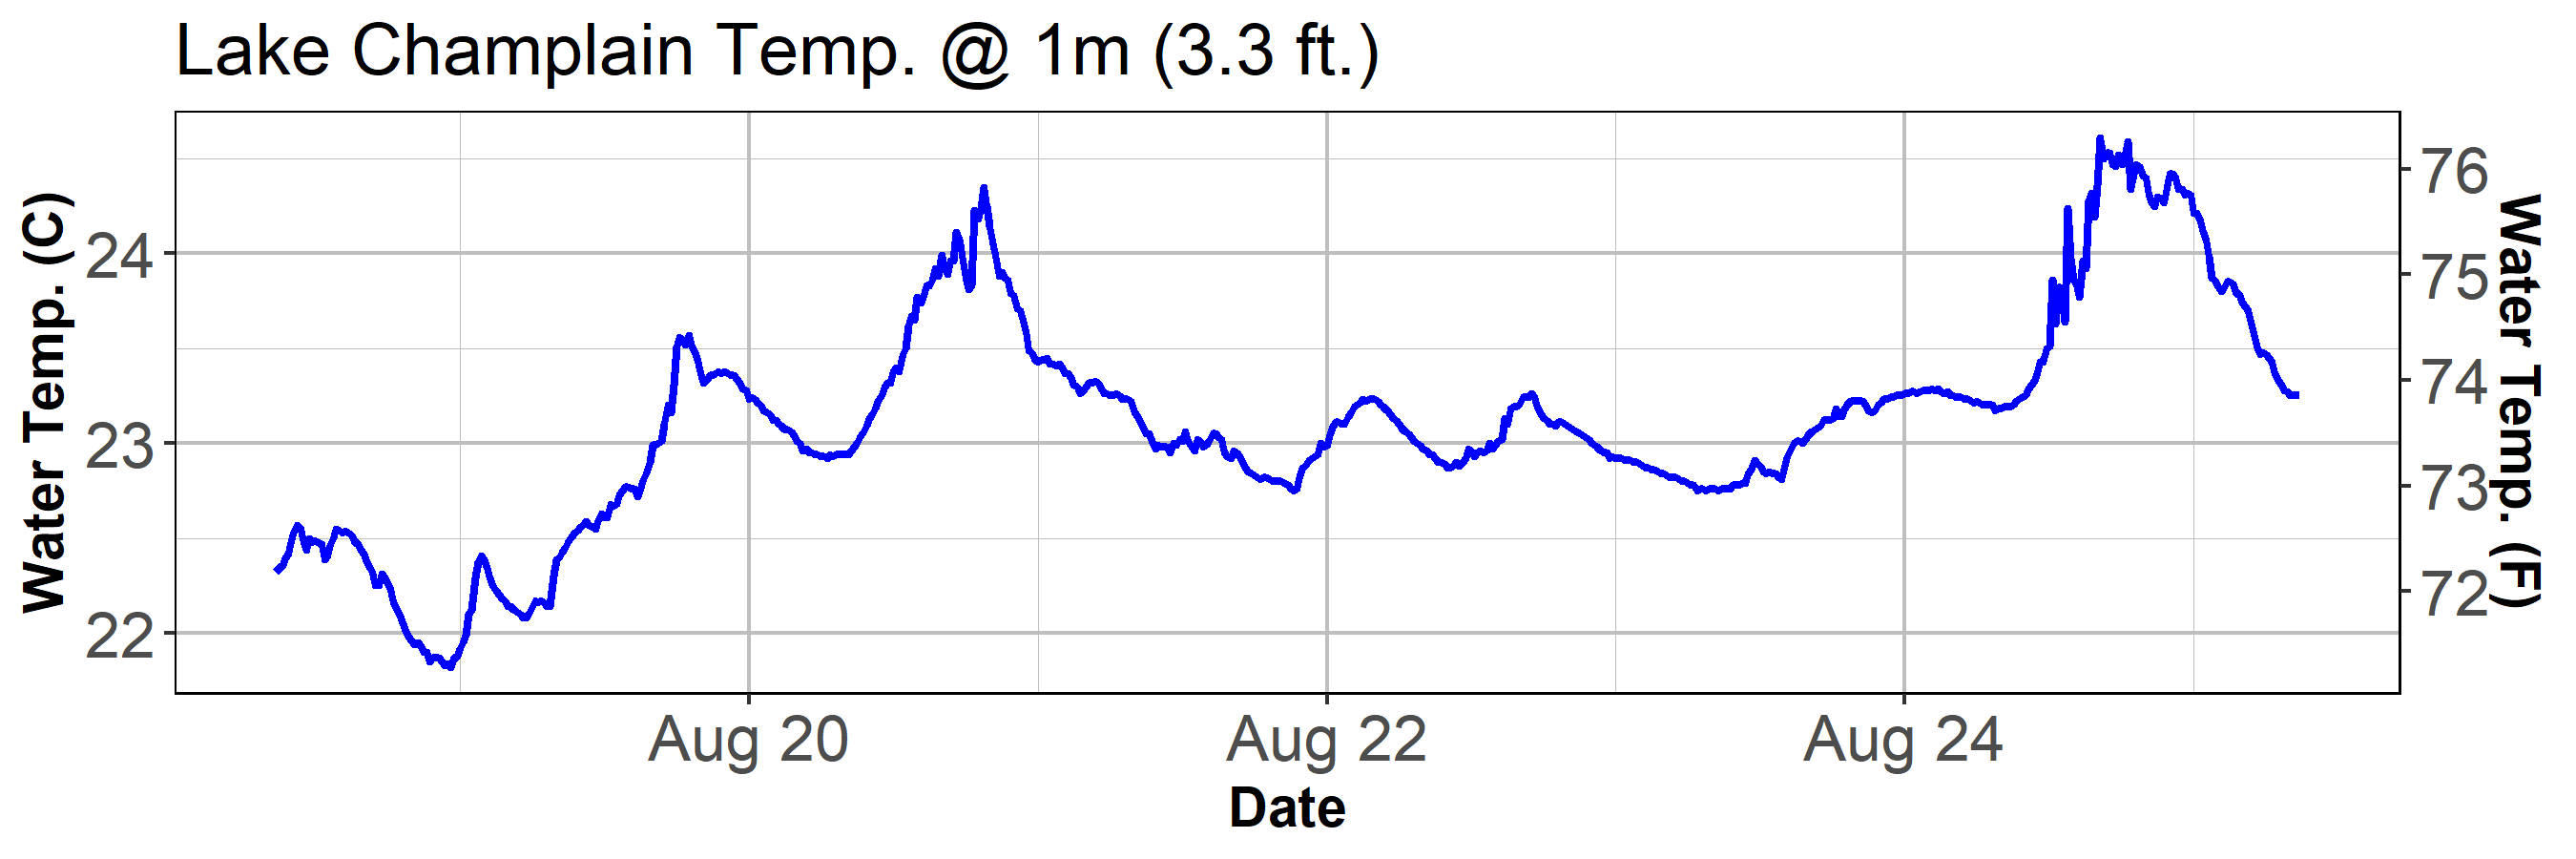 Lake Champlain Temp. @ 1m (3.3 ft.)
Water Temp. (C)
24
23
22
76
75
74
73
72
Water Temp. (F)
Aug 20
Aug 22
Aug 24
Date